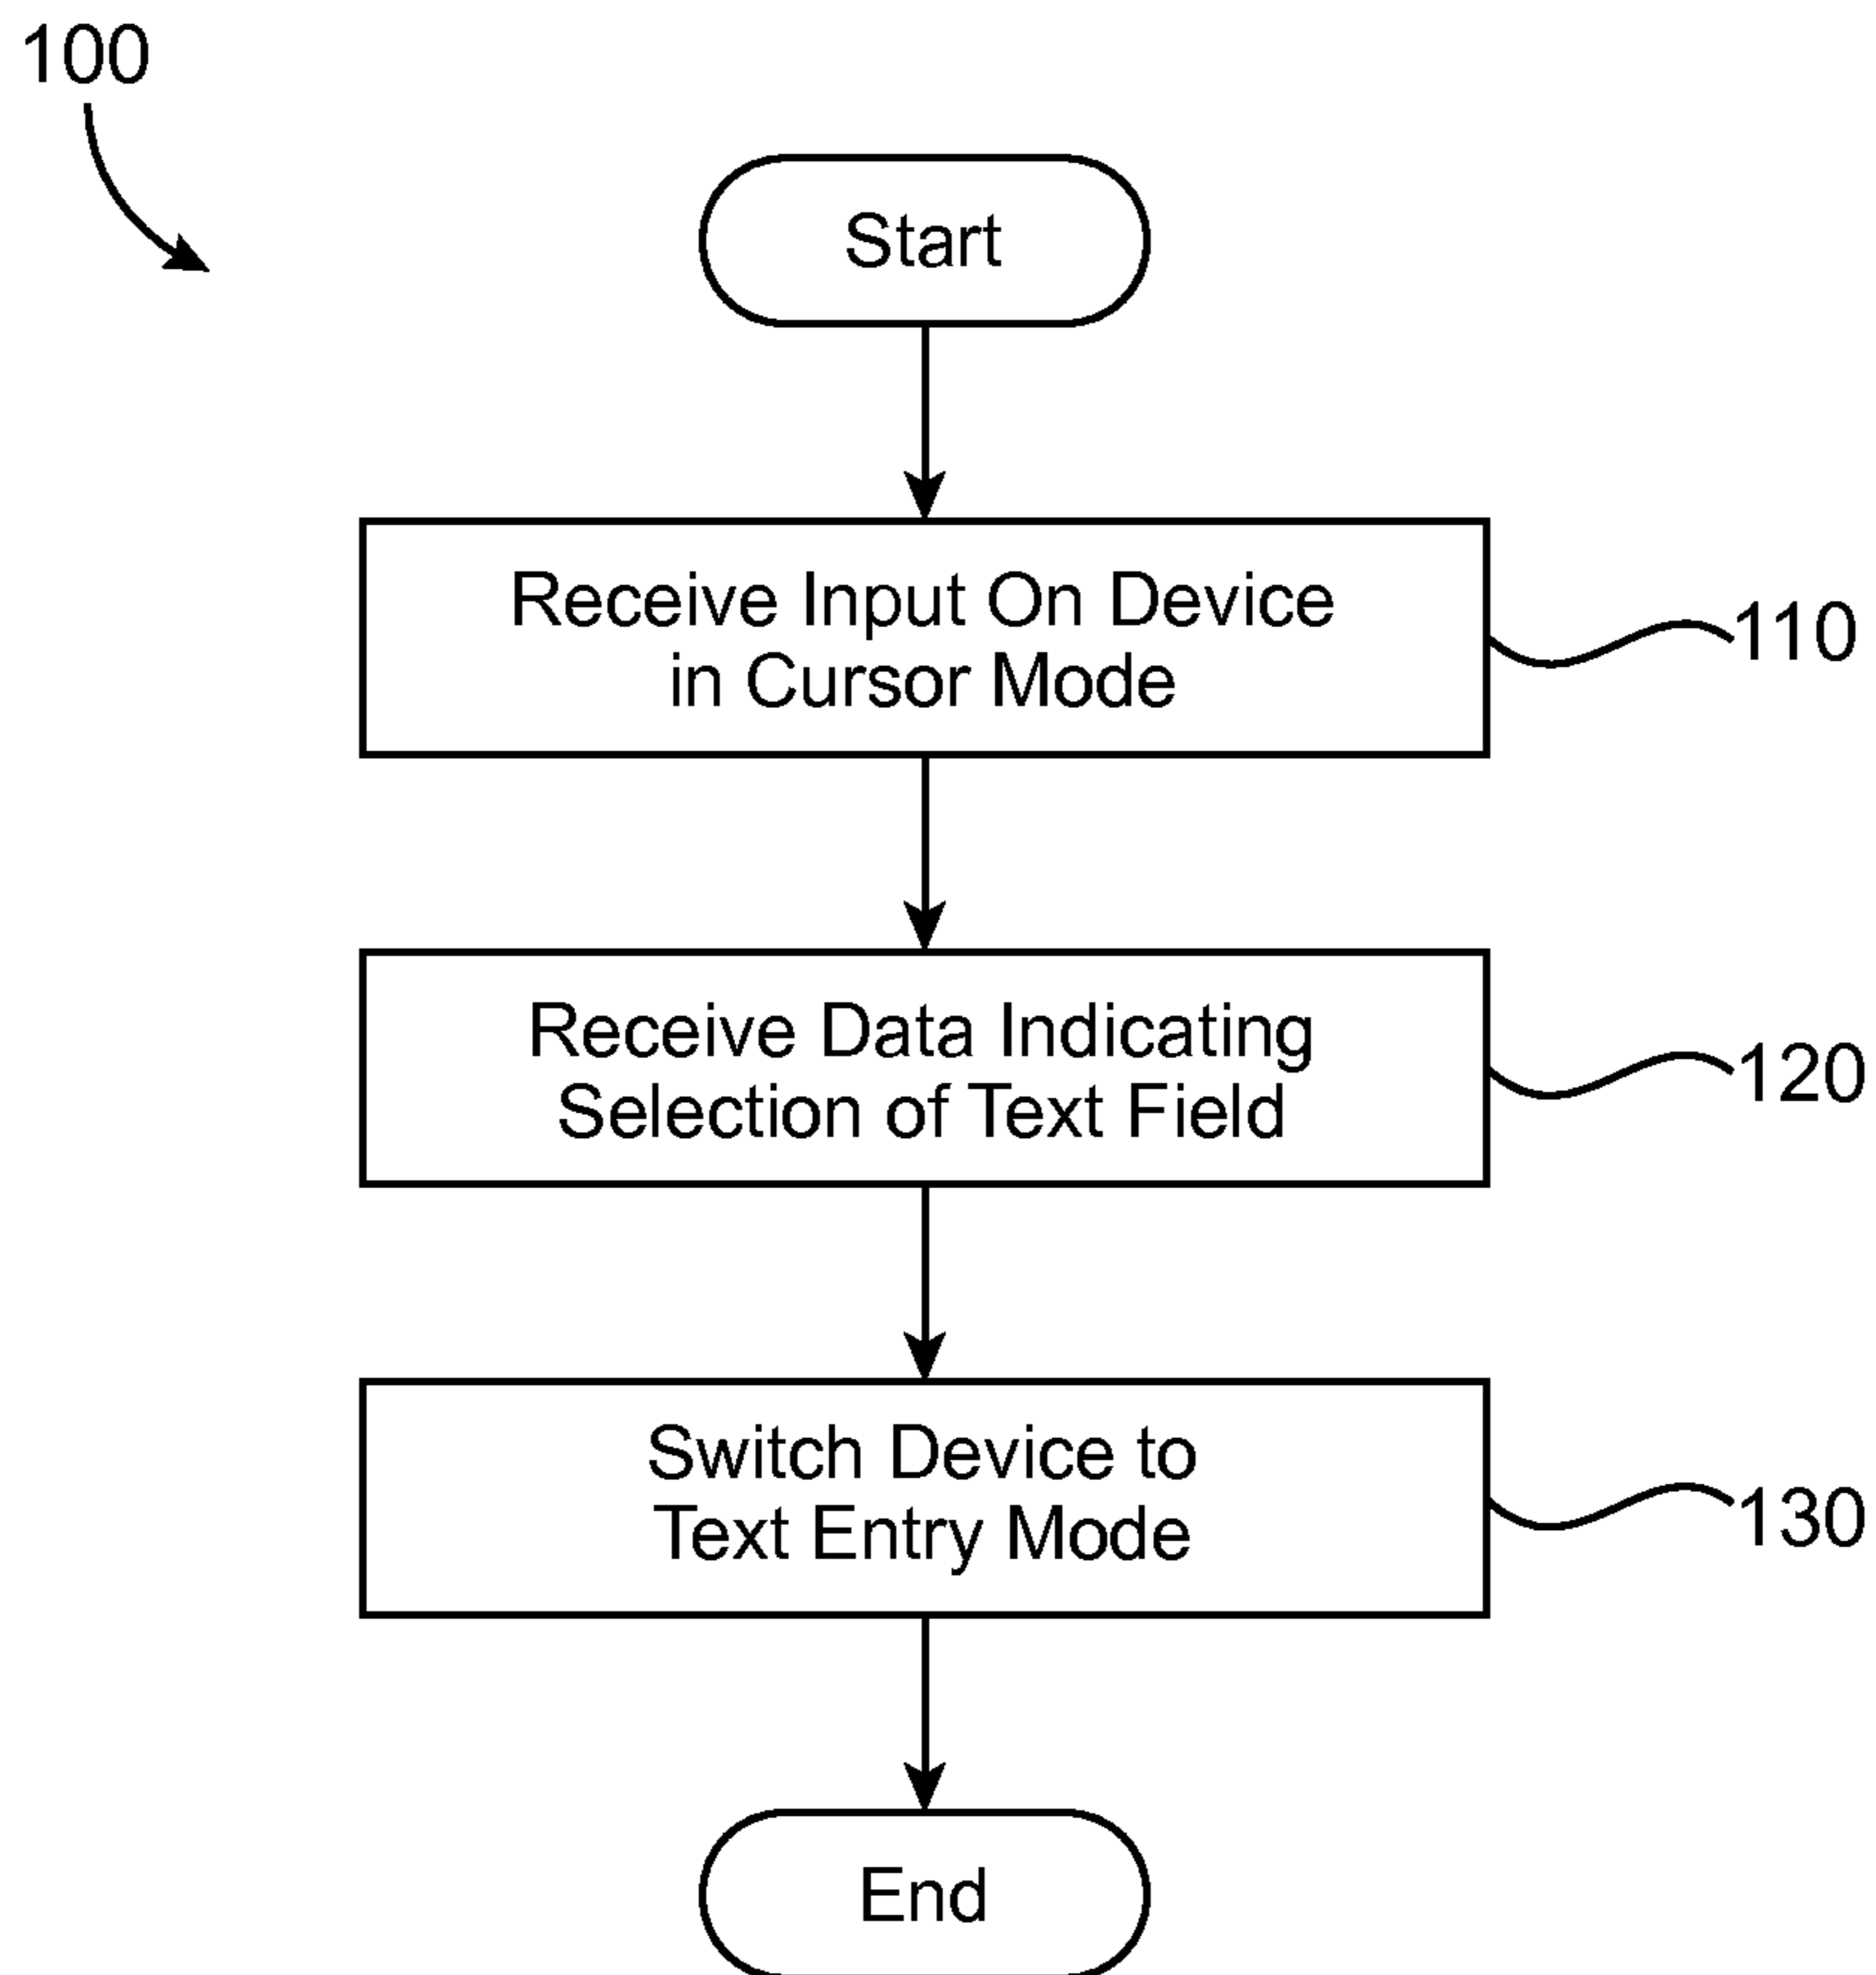 100
Start
Receive Input On Device
in Cursor Mode
110
Receive Data Indicating
Selection of Text Field
120
Switch Device to
Text Entry Mode
130
End